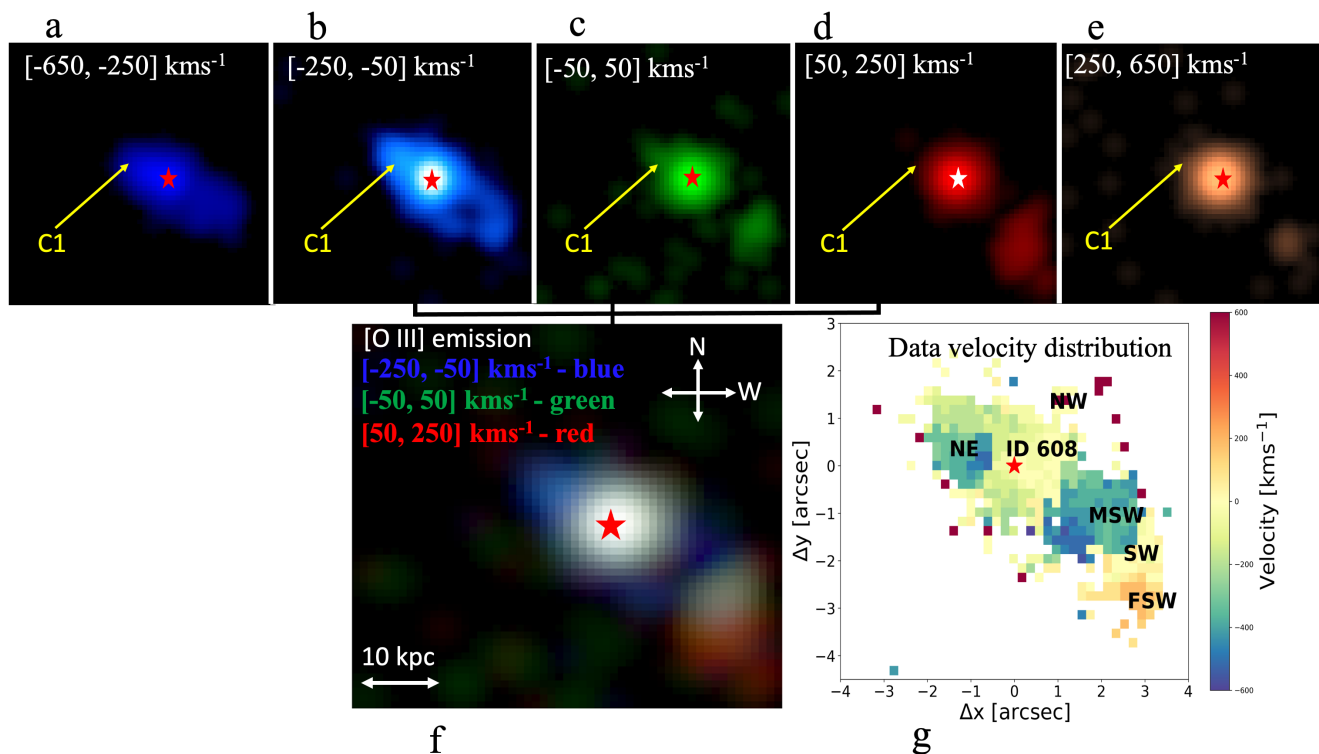 a
b
c
d
e
[-650, -250] kms⁻¹
[-250, -50] kms⁻¹
[-50, 50] kms⁻¹
[50, 250] kms⁻¹
[250, 650] kms⁻¹
C1
C1
C1
C1
C1
[O III] emission
[-250, -50] kms⁻¹ - blue
[-50, 50] kms⁻¹ - green
[50, 250] kms⁻¹ - red
N
W
10 kpc
f
Data velocity distribution
NW
NE
ID 608
MSW
SW
FSW
3
2
1
0
−1
−2
−3
−4
Δy [arcsec]
−4
−3
−2
−1
0
1
2
3
4
Δx [arcsec]
600
400
200
0
−200
−400
−600
Velocity [kms⁻¹]
g